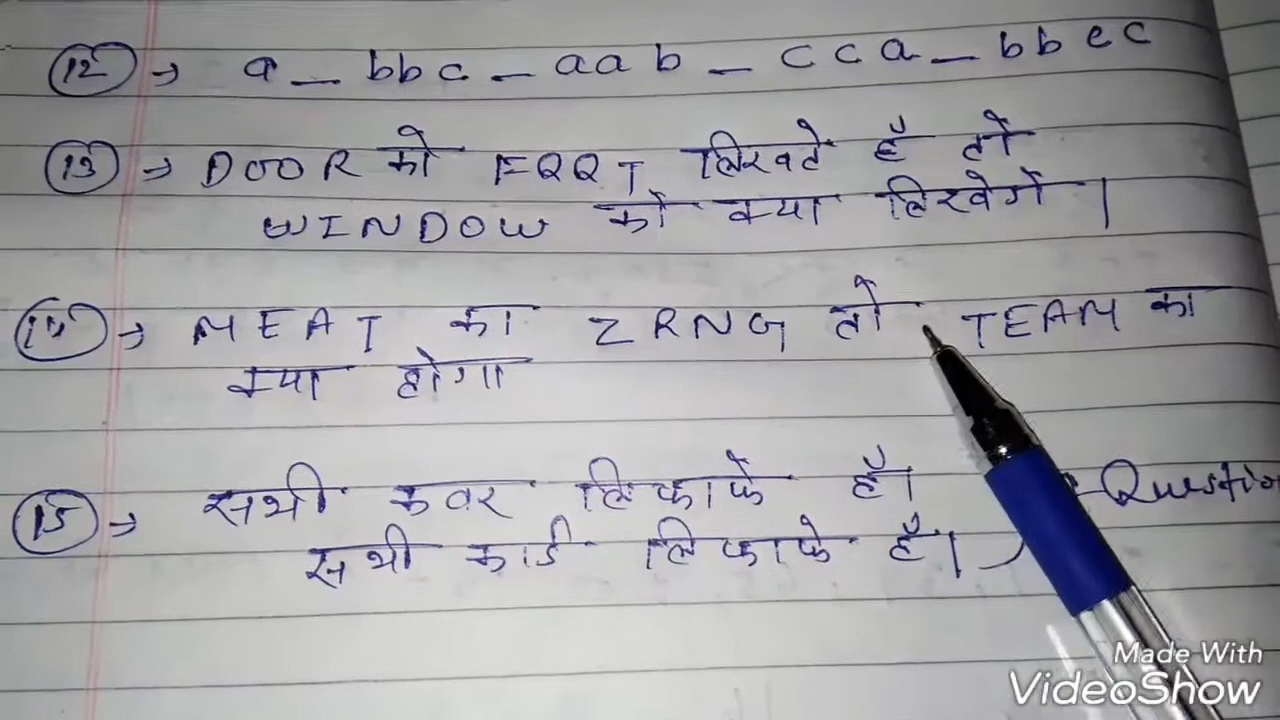 12 → a _ bbc _ aab _ cca _ bbcc
13 → DOOR को FQQT लिखते है तो
WINDOW को क्या लिखेगें |
14 → MEAT का ZRNG तो TEAM का
क्या होगा
15 → सभी कवर लिफाफे हैं। Question
सभी कार्ड लिफाफे हैं।
Made With
VideoShow